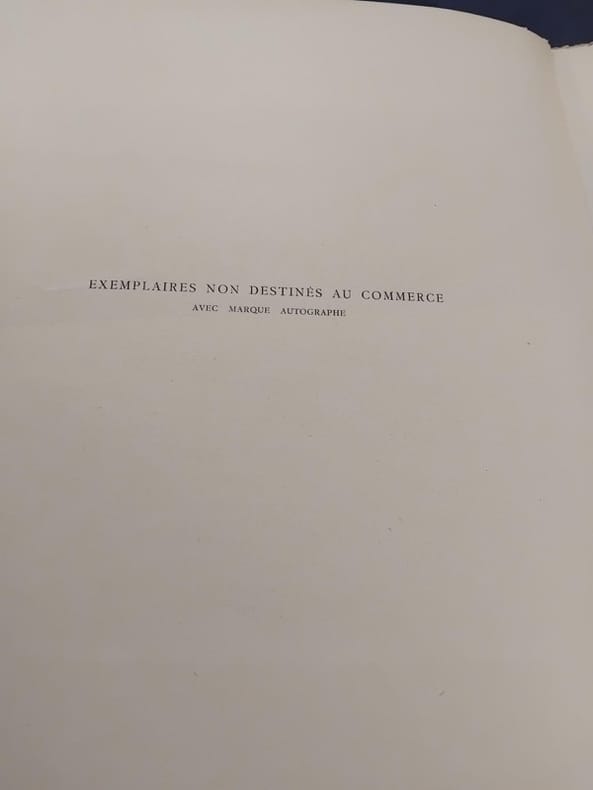 EXEMPLAIRES NON DESTINÉS AU COMMERCE
AVEC MARQUE AUTOGRAPHE